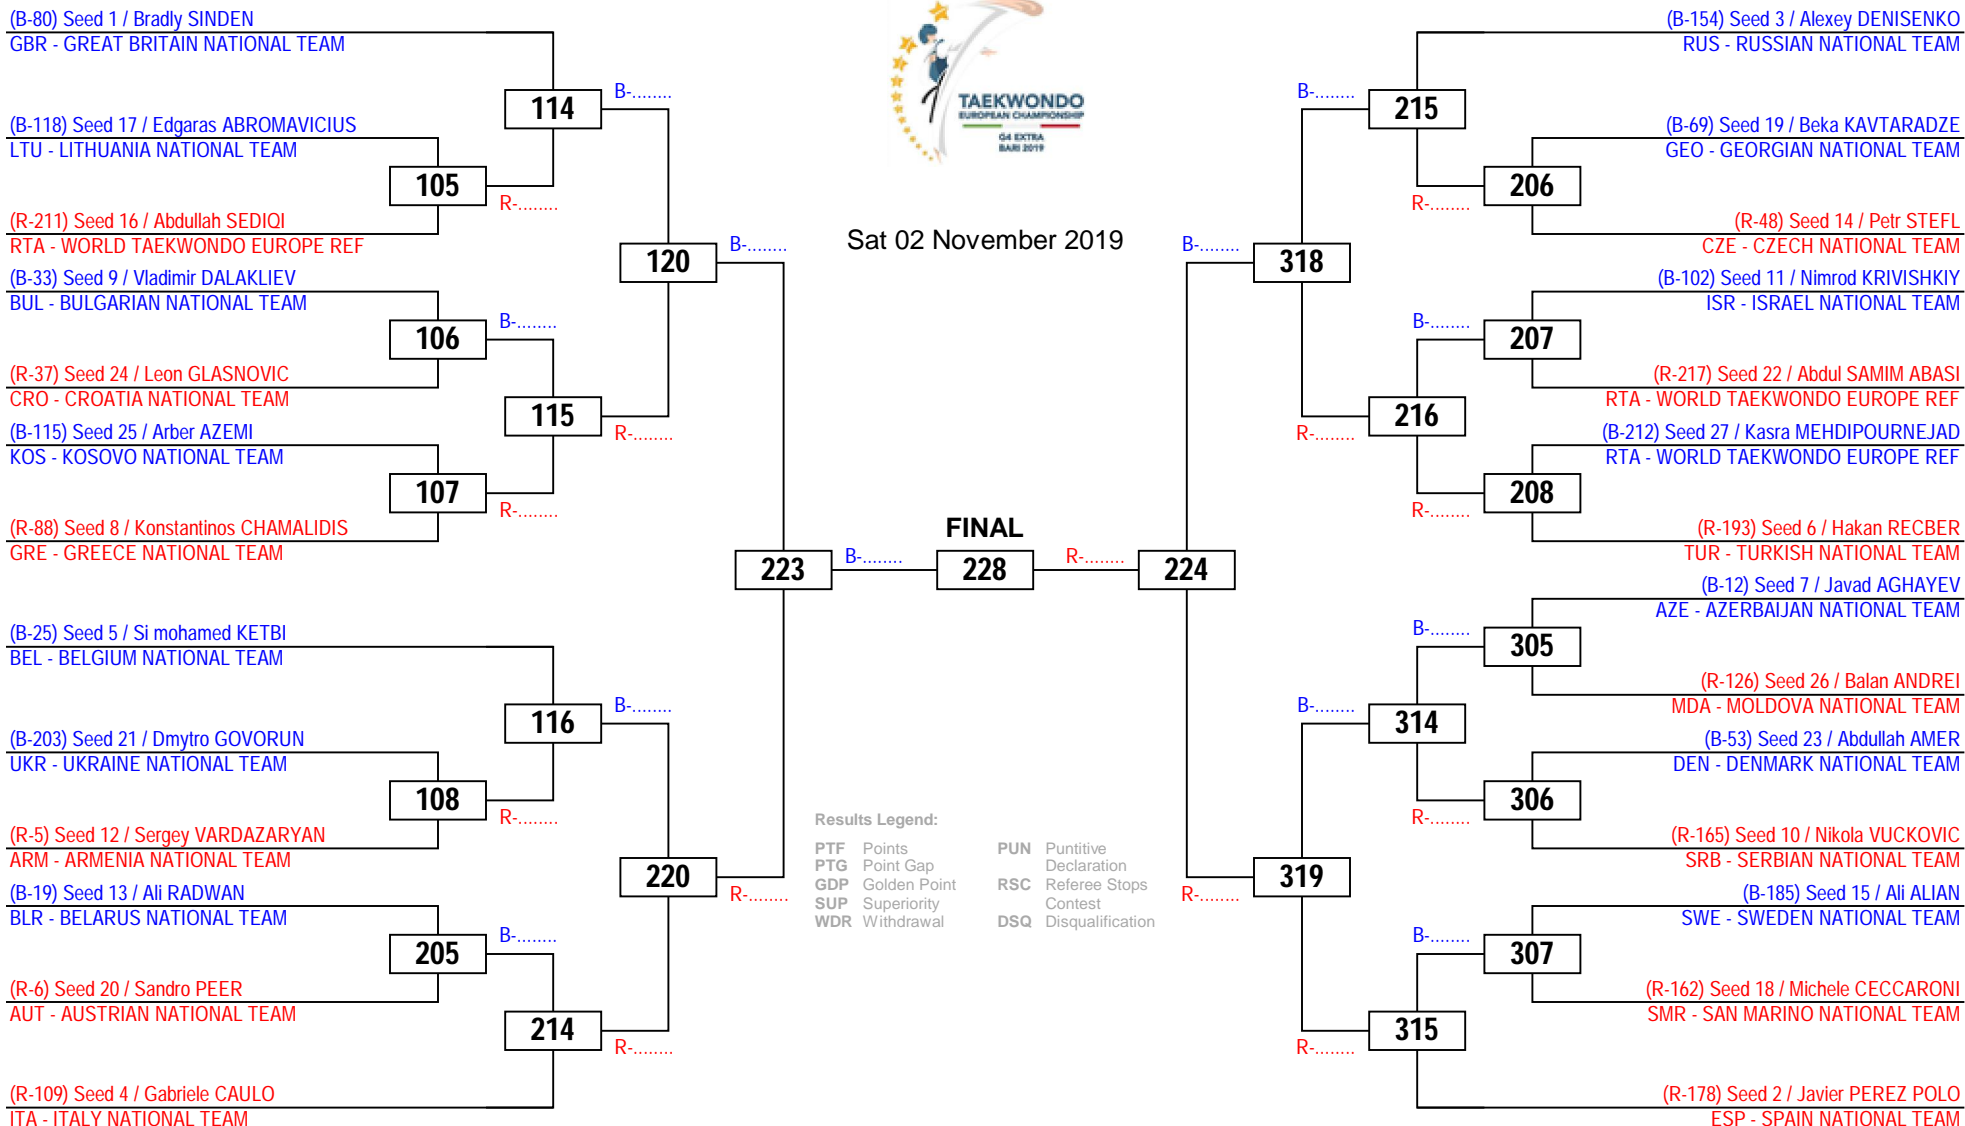 (B-80) Seed 1 / Bradly SINDEN
GBR - GREAT BRITAIN NATIONAL TEAM
(B-118) Seed 17 / Edgaras ABROMAVICIUS
LTU - LITHUANIA NATIONAL TEAM
(R-211) Seed 16 / Abdullah SEDIQI
RTA - WORLD TAEKWONDO EUROPE REF
(B-33) Seed 9 / Vladimir DALAKLIEV
BUL - BULGARIAN NATIONAL TEAM
(R-37) Seed 24 / Leon GLASNOVIC
CRO - CROATIA NATIONAL TEAM
(B-115) Seed 25 / Arber AZEMI
KOS - KOSOVO NATIONAL TEAM
(R-88) Seed 8 / Konstantinos CHAMALIDIS
GRE - GREECE NATIONAL TEAM
(B-25) Seed 5 / Si mohamed KETBI
BEL - BELGIUM NATIONAL TEAM
(B-203) Seed 21 / Dmytro GOVORUN
UKR - UKRAINE NATIONAL TEAM
(R-5) Seed 12 / Sergey VARDAZARYAN
ARM - ARMENIA NATIONAL TEAM
(B-19) Seed 13 / Ali RADWAN
BLR - BELARUS NATIONAL TEAM
(R-6) Seed 20 / Sandro PEER
AUT - AUSTRIAN NATIONAL TEAM
(R-109) Seed 4 / Gabriele CAULO
ITA - ITALY NATIONAL TEAM
105
106
107
108
205
R-........
B-........
R-........
R-........
B-........
114
115
116
214
B-........
R-........
B-........
R-........
120
220
B-........
R-........
223
B-........
TAEKWONDO
EUROPEAN CHAMPIONSHIP
G4 EXTRA
BARI 2019
Sat 02 November 2019
FINAL
228
R-........
Results Legend:
PTF Points
PTG Point Gap
GDP Golden Point
SUP Superiority
WDR Withdrawal
PUN Puntitive
Declaration
RSC Referee Stops
Contest
DSQ Disqualification
224
B-........
R-........
318
319
B-........
R-........
B-........
R-........
215
216
314
315
R-........
B-........
R-........
B-........
R-........
B-........
206
207
208
305
306
307
(B-154) Seed 3 / Alexey DENISENKO
RUS - RUSSIAN NATIONAL TEAM
(B-69) Seed 19 / Beka KAVTARADZE
GEO - GEORGIAN NATIONAL TEAM
(R-48) Seed 14 / Petr STEFL
CZE - CZECH NATIONAL TEAM
(B-102) Seed 11 / Nimrod KRIVISHKIY
ISR - ISRAEL NATIONAL TEAM
(R-217) Seed 22 / Abdul SAMIM ABASI
RTA - WORLD TAEKWONDO EUROPE REF
(B-212) Seed 27 / Kasra MEHDIPOURNEJAD
RTA - WORLD TAEKWONDO EUROPE REF
(R-193) Seed 6 / Hakan RECBER
TUR - TURKISH NATIONAL TEAM
(B-12) Seed 7 / Javad AGHAYEV
AZE - AZERBAIJAN NATIONAL TEAM
(R-126) Seed 26 / Balan ANDREI
MDA - MOLDOVA NATIONAL TEAM
(B-53) Seed 23 / Abdullah AMER
DEN - DENMARK NATIONAL TEAM
(R-165) Seed 10 / Nikola VUCKOVIC
SRB - SERBIAN NATIONAL TEAM
(B-185) Seed 15 / Ali ALIAN
SWE - SWEDEN NATIONAL TEAM
(R-162) Seed 18 / Michele CECCARONI
SMR - SAN MARINO NATIONAL TEAM
(R-178) Seed 2 / Javier PEREZ POLO
ESP - SPAIN NATIONAL TEAM